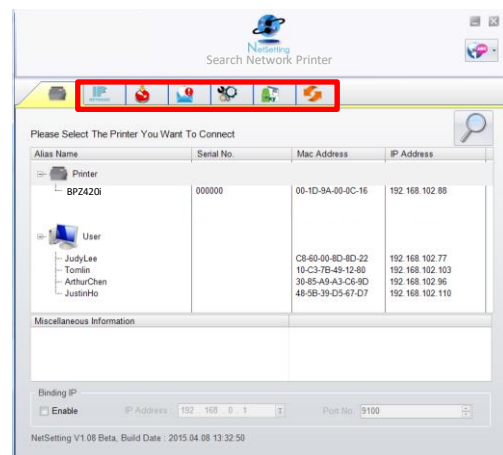 NetSetting
Search Network Printer
IP
Please Select The Printer You Want To Connect
Alias Name Serial No. Mac Address IP Address
Printer
BPZ420i 000000 00-1D-9A-00-0C-16 192.168.102.88
User
JudyLee C8-60-00-8D-8D-22 192.168.102.77
Tomlin 10-C3-7B-49-12-80 192.168.102.103
ArthurChen 30-85-A9-A3-C6-9D 192.168.102.96
JustinHo 48-5B-39-D5-67-D7 192.168.102.110
Miscellaneous Information
Binding IP
Enable IP Address : 192 . 168 . 0 . 1 Port No. 9100
NetSetting V1.08 Beta, Build Date : 2015.04.08 13:32:50